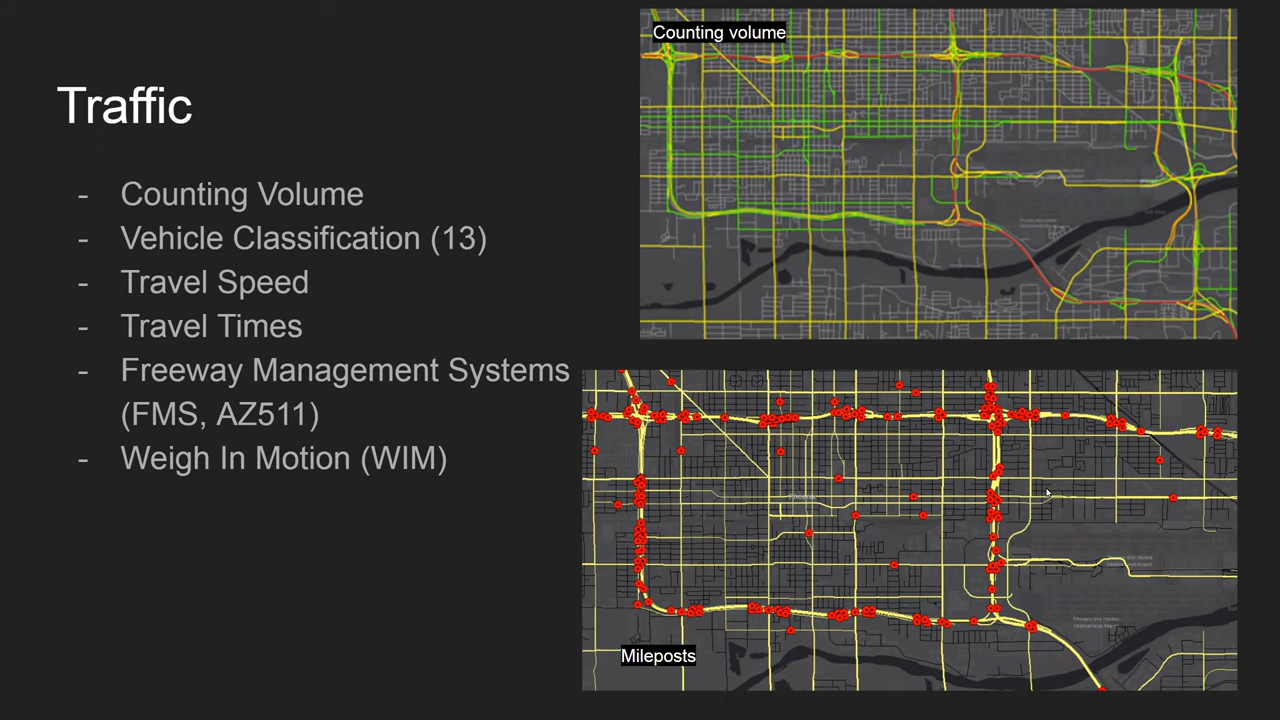 Traffic
- Counting Volume
- Vehicle Classification (13)
- Travel Speed
- Travel Times
- Freeway Management Systems
(FMS, AZ511)
- Weigh In Motion (WIM)
Counting volume
Phoenix
Mileposts